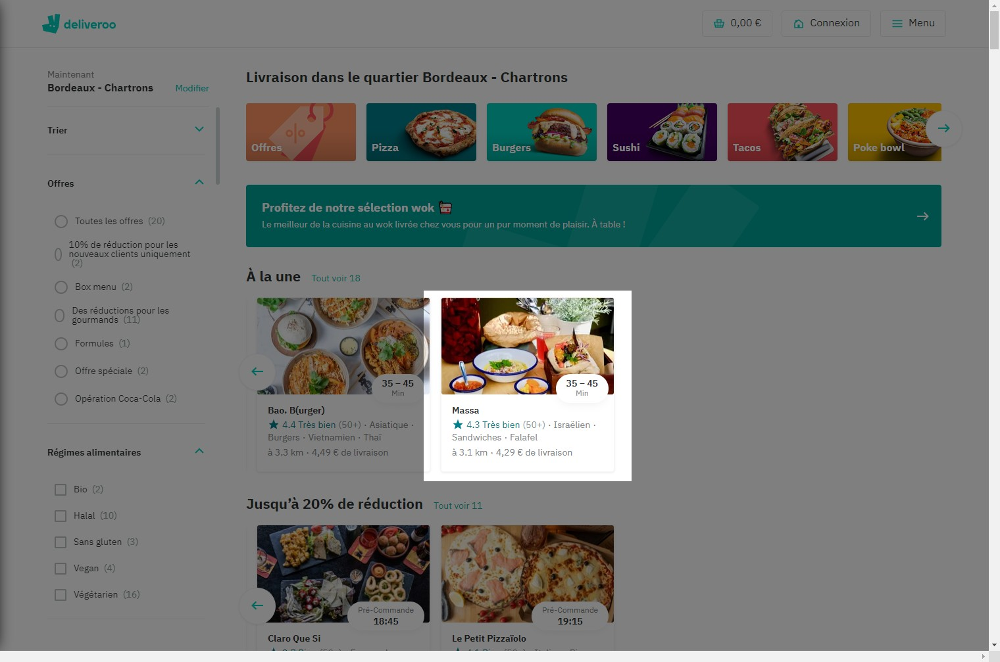 deliveroo
0,00 €
Connexion
Menu
Maintenant
Bordeaux - Chartrons
Modifier
Trier
Offres
Toutes les offres (20)
10% de réduction pour les
nouveaux clients uniquement
(2)
Box menu (2)
Des réductions pour les
gourmands (11)
Formules (1)
Offre spéciale (2)
Opération Coca-Cola (2)
Régimes alimentaires
Bio (2)
Halal (10)
Sans gluten (3)
Vegan (4)
Végétarien (16)
Livraison dans le quartier Bordeaux - Chartrons
Offres
Pizza
Burgers
Sushi
Tacos
Poke bowl
Profitez de notre sélection wok
Le meilleur de la cuisine au wok livrée chez vous pour un pur moment de plaisir. À table !
À la une
Tout voir 18
35 – 45
Min
Bao. B(urger)
4.4 Très bien (50+) · Asiatique ·
Burgers · Vietnamien · Thaï
à 3.3 km · 4,49 € de livraison
35 – 45
Min
Massa
4.3 Très bien (50+) · Israëlien ·
Sandwiches · Falafel
à 3.1 km · 4,29 € de livraison
Jusqu’à 20% de réduction
Tout voir 11
Pré-Commande
18:45
Claro Que Si
Pré-Commande
19:15
Le Petit Pizzaïolo